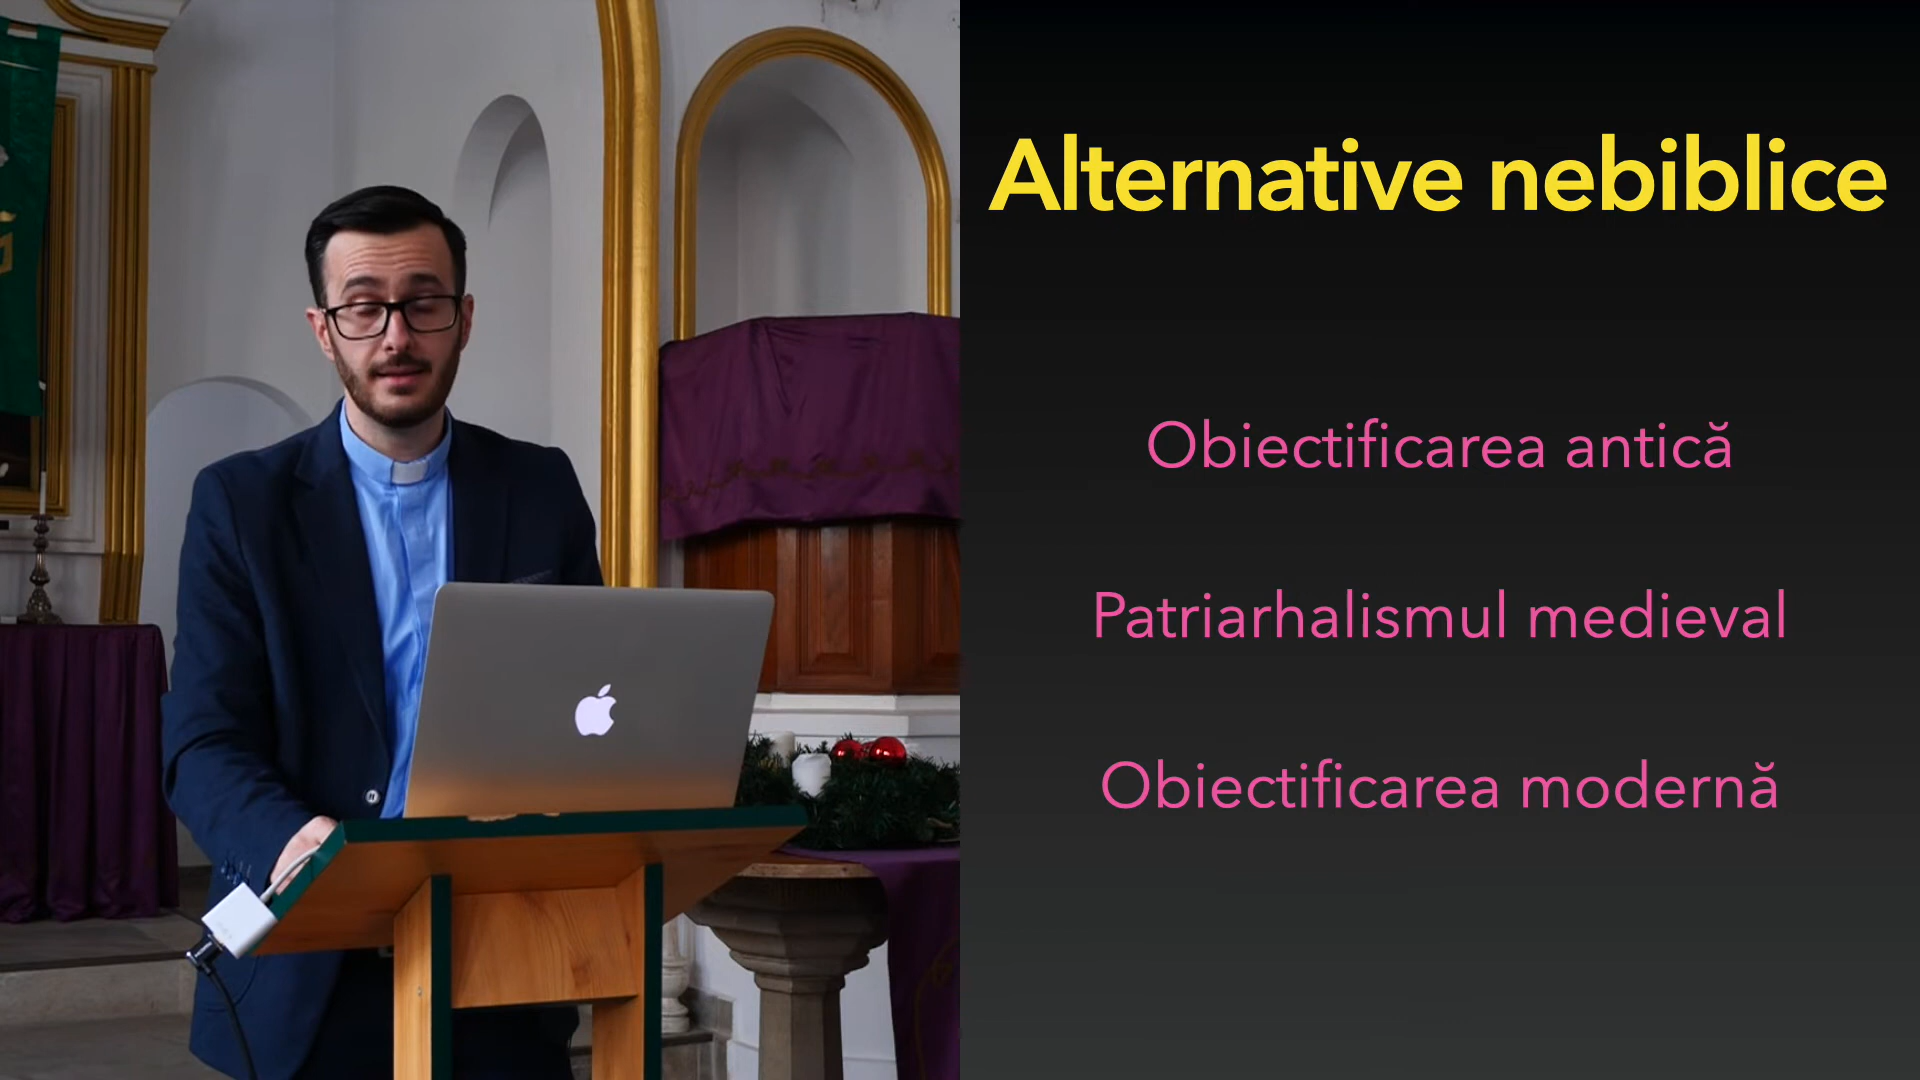 Alternative nebiblice
Obiectificarea antică
Patriarhalismul medieval
Obiectificarea modernă